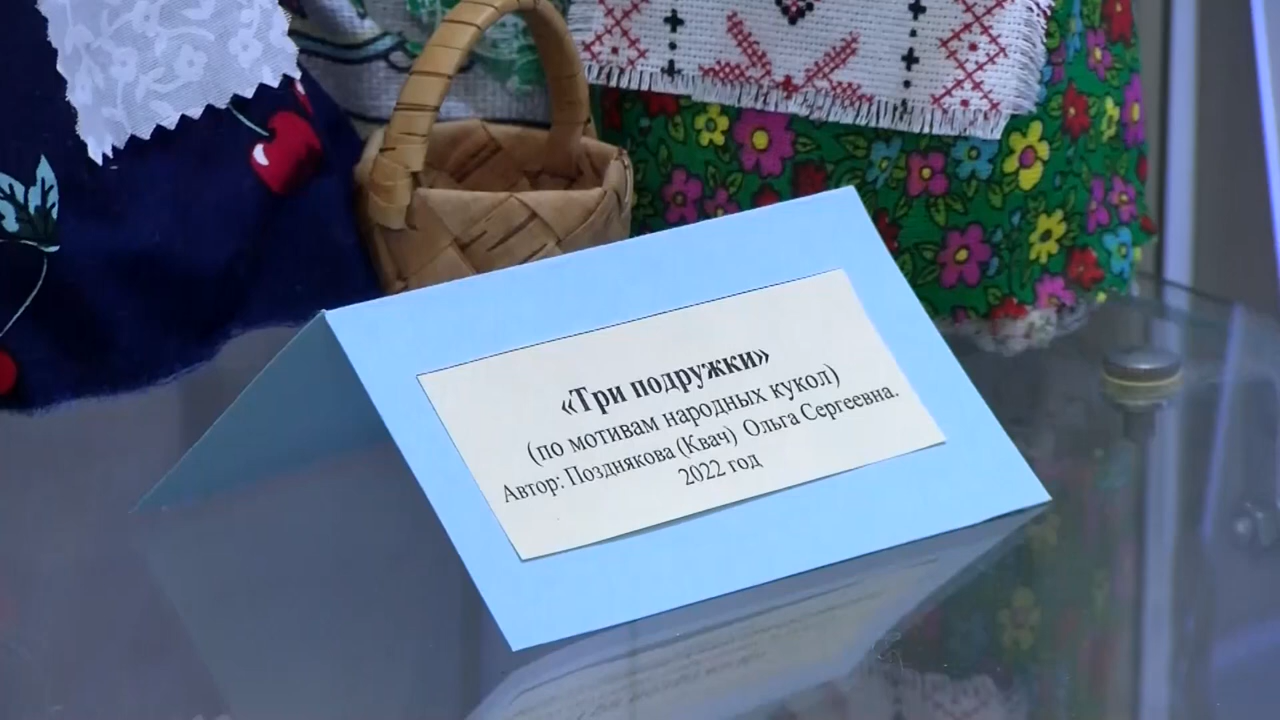 «Три подружки»
(по мотивам народных кукол)
Автор: Позднякова (Квач) Ольга Сергеевна.
2022 год